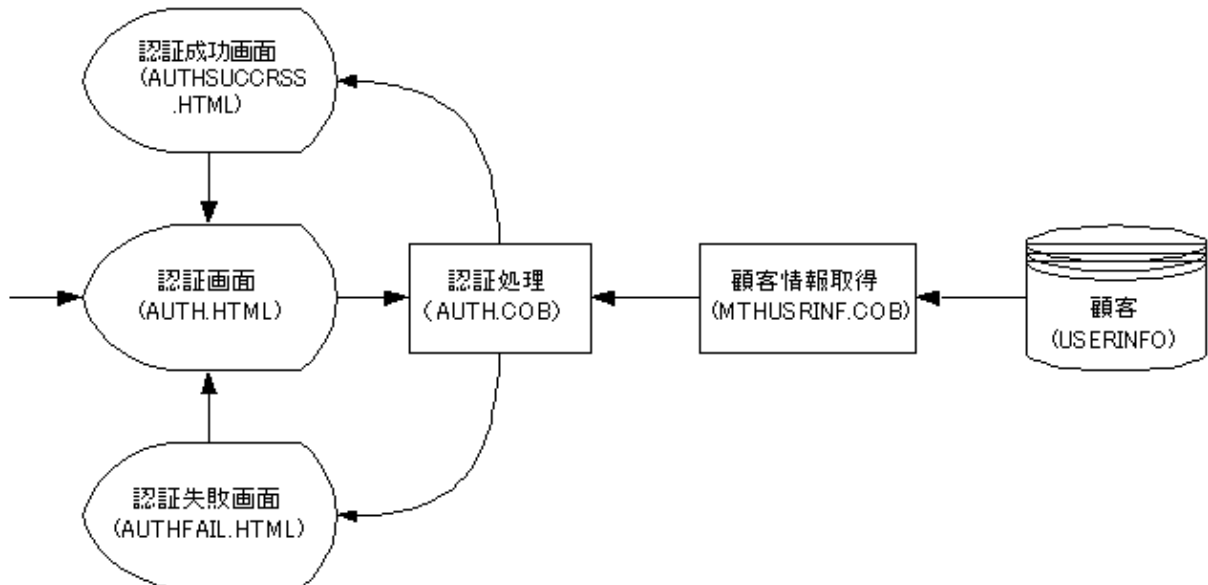 認証成功画面
(AUTHSUCCRSS
.HTML)
認証画面
(AUTH.HTML)
認証処理
(AUTH.COB)
顧客情報取得
(MTHUSRINF.COB)
顧客
(USERINFO)
認証失敗画面
(AUTHFAIL.HTML)